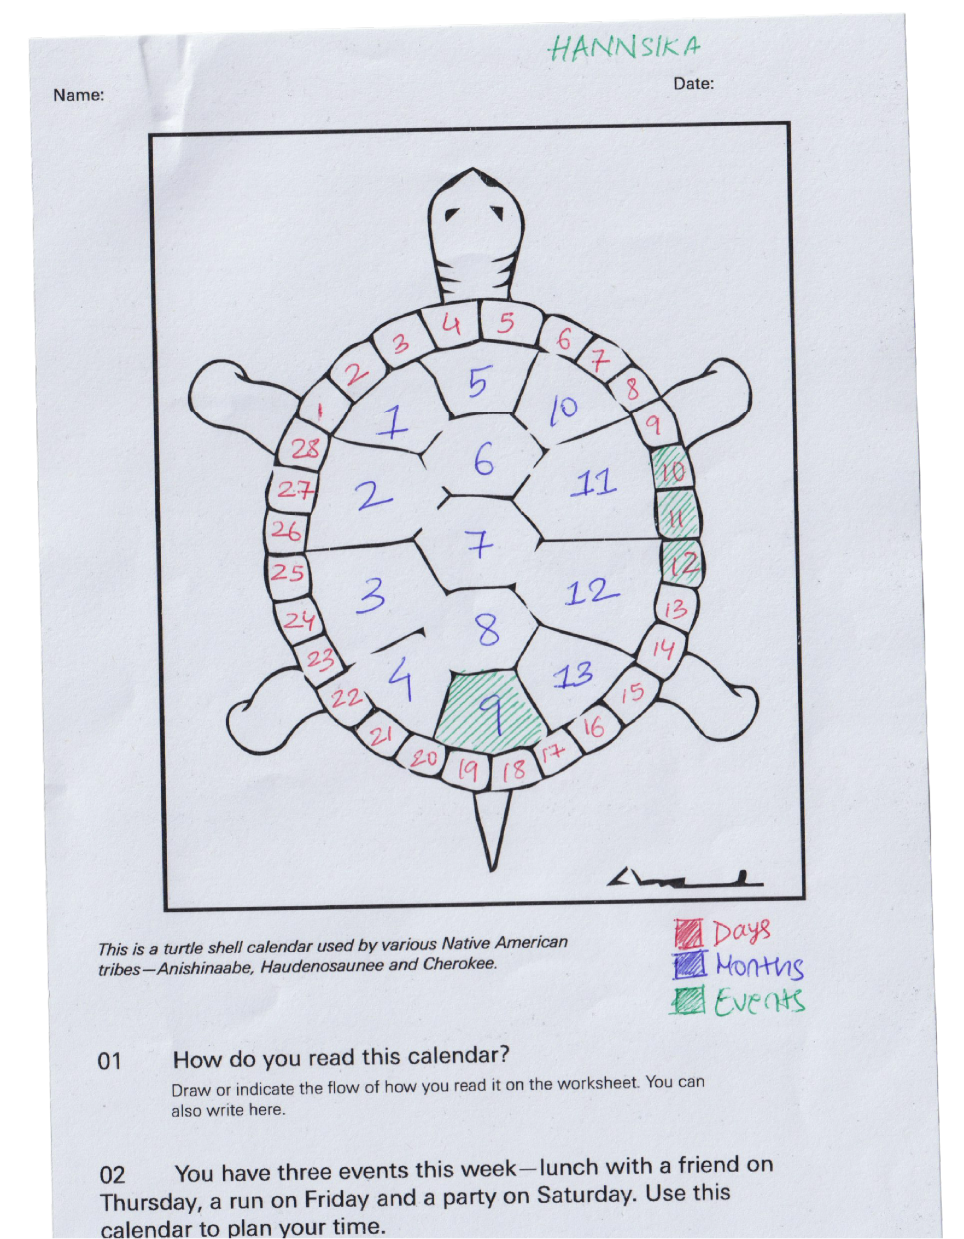 HANNSIKA
Name:
Date:
4 5
3 6
2 7
5
8
1 1 10 9
28 6 10
27 2 11 11
26 7 12
25 3 12 13
24 8
23 4 13 14
22 9 15
21 16
20 17
19 18
This is a turtle shell calendar used by various Native American
tribes—Anishinaabe, Haudenosaunee and Cherokee.
Days
Months
Events
01 How do you read this calendar?
Draw or indicate the flow of how you read it on the worksheet. You can
also write here.
02 You have three events this week—lunch with a friend on
Thursday, a run on Friday and a party on Saturday. Use this
calendar to plan your time.